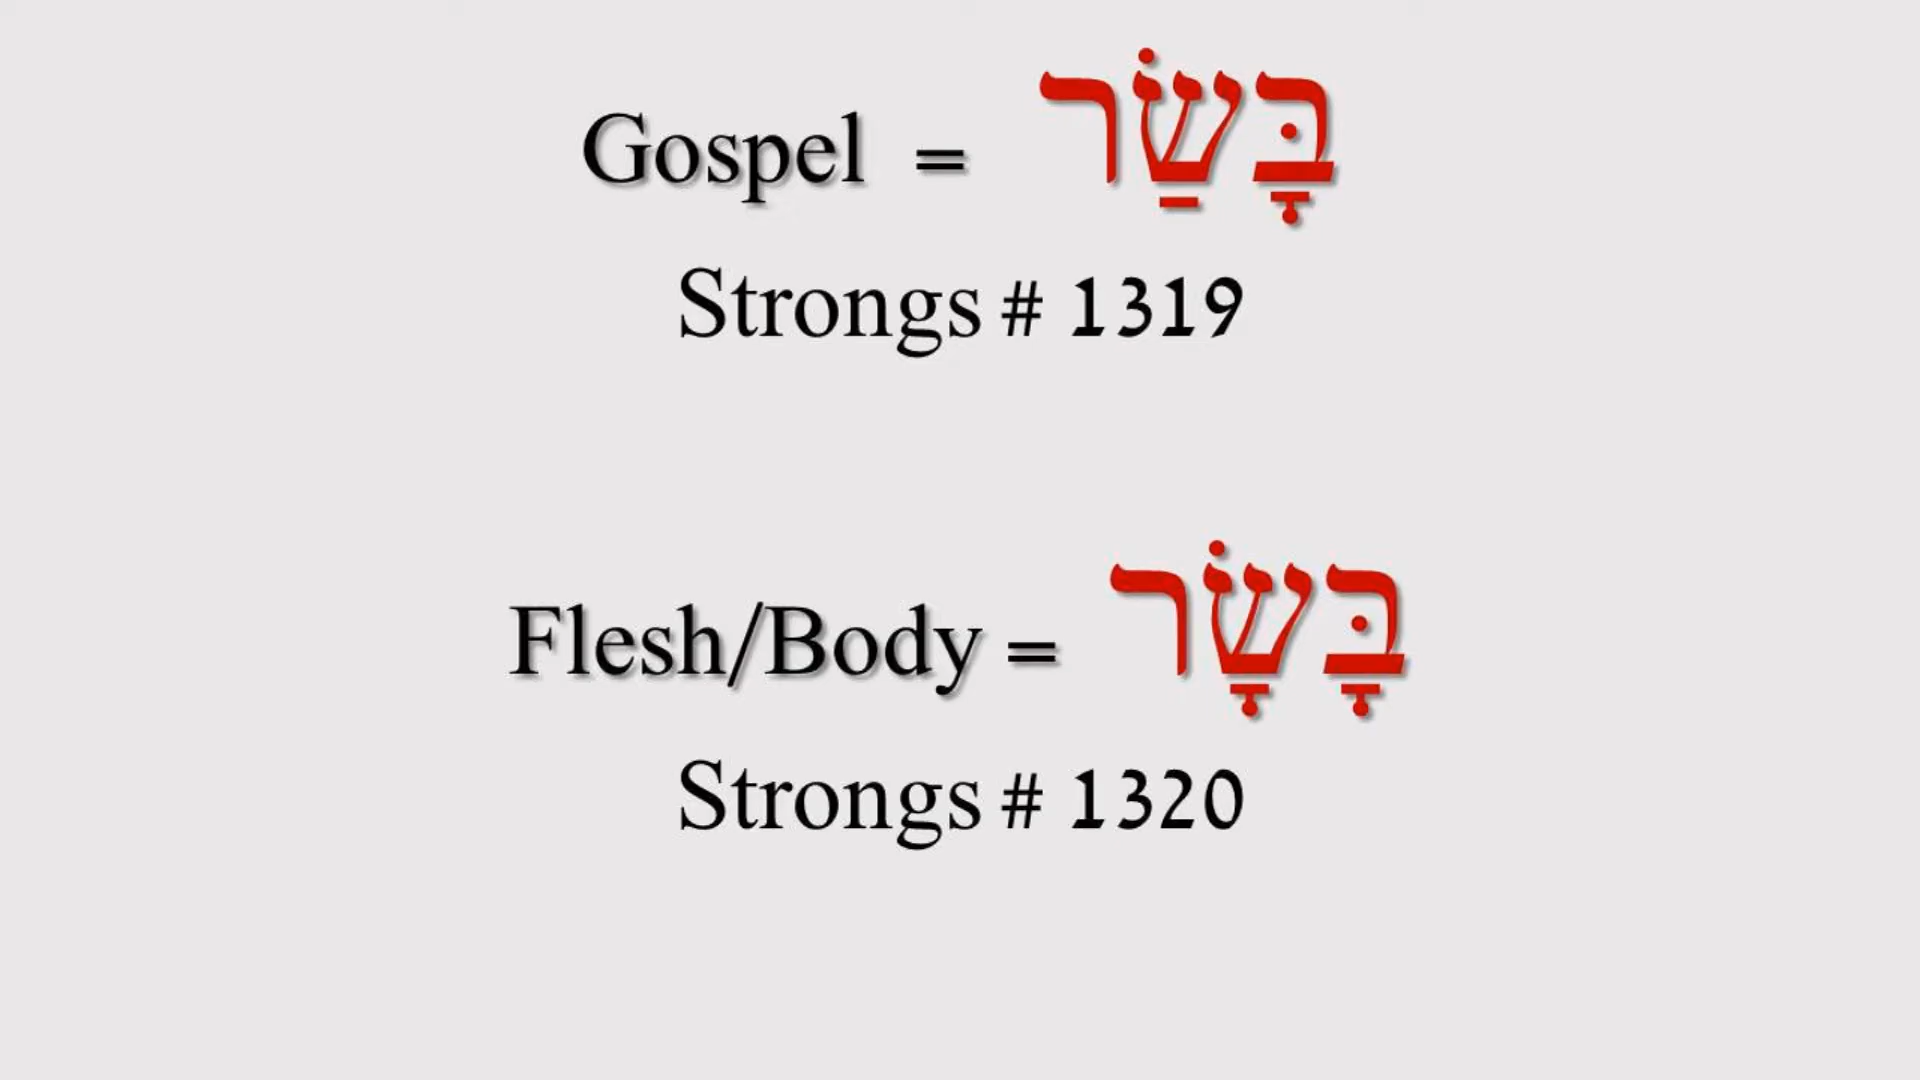 Gospel = בָּשַׂר
Strongs # 1319
Flesh/Body = בָּשָׂר
Strongs # 1320